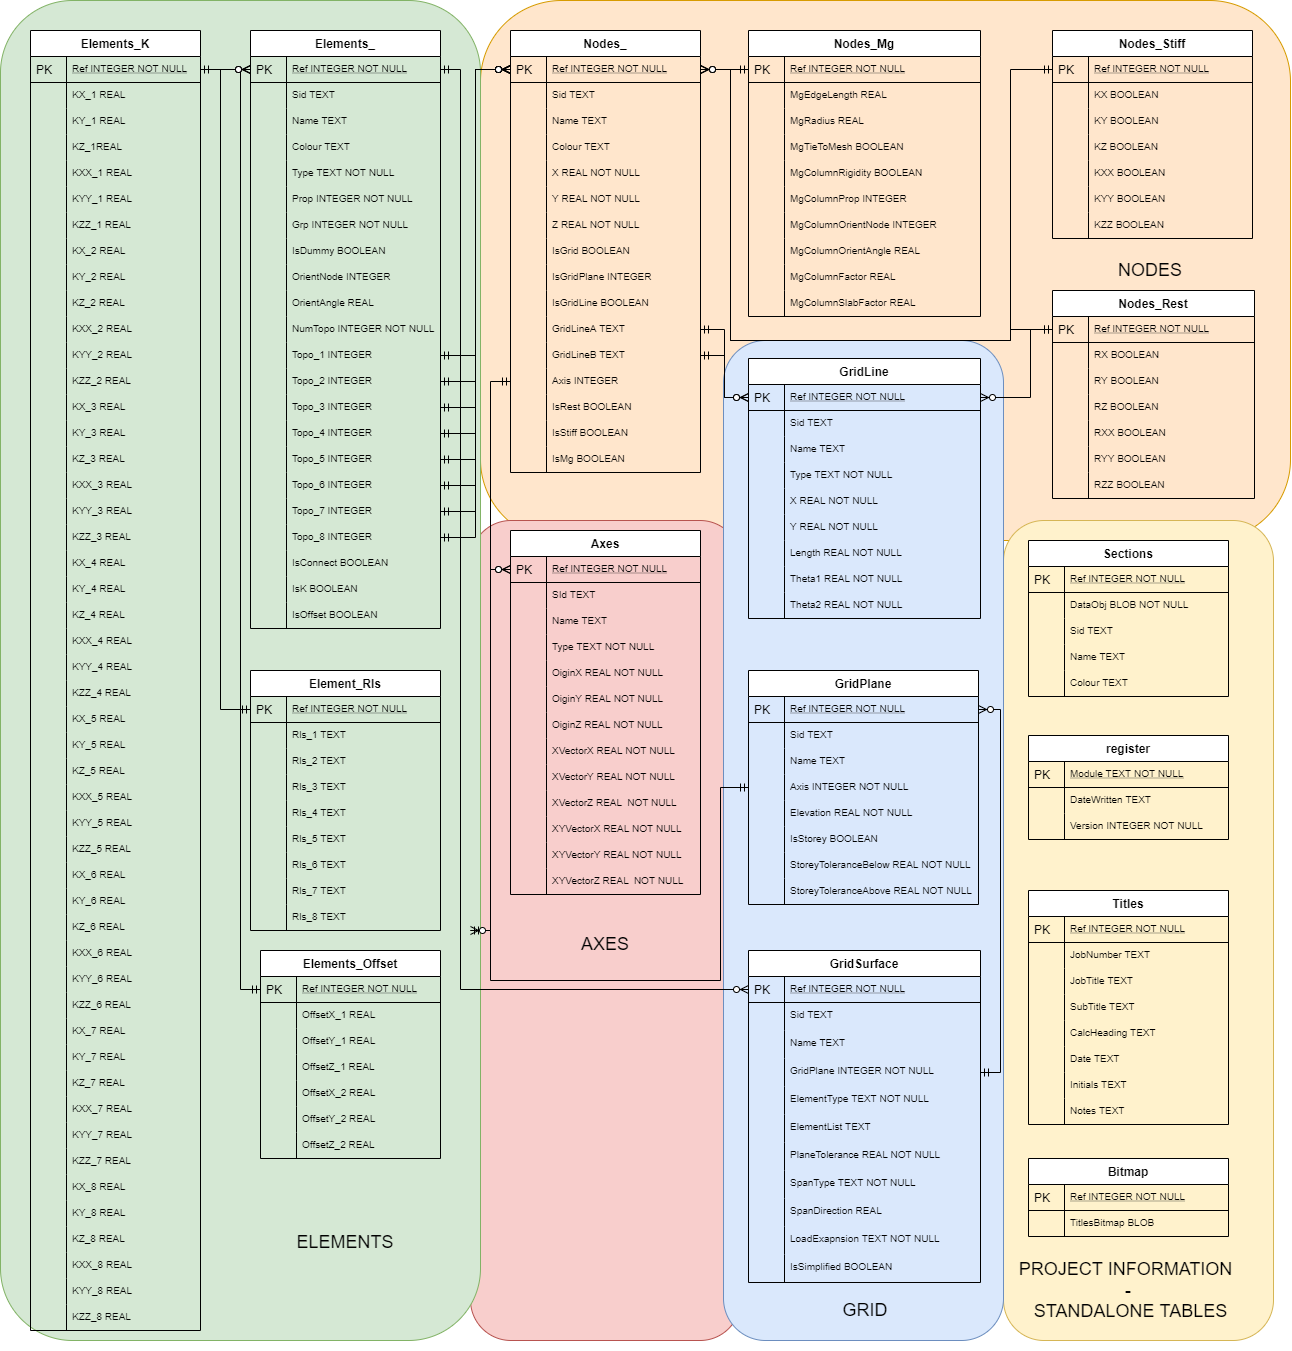 Elements_K
PK
Ref INTEGER NOT NULL
KX_1 REAL
KY_1 REAL
KZ_1REAL
KXX_1 REAL
KYY_1 REAL
KZZ_1 REAL
KX_2 REAL
KY_2 REAL
KZ_2 REAL
KXX_2 REAL
KYY_2 REAL
KZZ_2 REAL
KX_3 REAL
KY_3 REAL
KZ_3 REAL
KXX_3 REAL
KYY_3 REAL
KZZ_3 REAL
KX_4 REAL
KY_4 REAL
KZ_4 REAL
KXX_4 REAL
KYY_4 REAL
KZZ_4 REAL
KX_5 REAL
KY_5 REAL
KZ_5 REAL
KXX_5 REAL
KYY_5 REAL
KZZ_5 REAL
KX_6 REAL
KY_6 REAL
KZ_6 REAL
KXX_6 REAL
KYY_6 REAL
KZZ_6 REAL
KX_7 REAL
KY_7 REAL
KZ_7 REAL
KXX_7 REAL
KYY_7 REAL
KZZ_7 REAL
KX_8 REAL
KY_8 REAL
KZ_8 REAL
KXX_8 REAL
KYY_8 REAL
KZZ_8 REAL
Elements_
PK
Ref INTEGER NOT NULL
Sid TEXT
Name TEXT
Colour TEXT
Type TEXT NOT NULL
Prop INTEGER NOT NULL
Grp INTEGER NOT NULL
IsDummy BOOLEAN
OrientNode INTEGER
OrientAngle REAL
NumTopo INTEGER NOT NULL
Topo_1 INTEGER
Topo_2 INTEGER
Topo_3 INTEGER
Topo_4 INTEGER
Topo_5 INTEGER
Topo_6 INTEGER
Topo_7 INTEGER
Topo_8 INTEGER
IsConnect BOOLEAN
IsK BOOLEAN
IsOffset BOOLEAN
Element_Rls
PK
Ref INTEGER NOT NULL
Rls_1 TEXT
Rls_2 TEXT
Rls_3 TEXT
Rls_4 TEXT
Rls_5 TEXT
Rls_6 TEXT
Rls_7 TEXT
Rls_8 TEXT
Elements_Offset
PK
Ref INTEGER NOT NULL
OffsetX_1 REAL
OffsetY_1 REAL
OffsetZ_1 REAL
OffsetX_2 REAL
OffsetY_2 REAL
OffsetZ_2 REAL
ELEMENTS
Nodes_
PK
Ref INTEGER NOT NULL
Sid TEXT
Name TEXT
Colour TEXT
X REAL NOT NULL
Y REAL NOT NULL
Z REAL NOT NULL
IsGrid BOOLEAN
IsGridPlane INTEGER
IsGridLine BOOLEAN
GridLineA TEXT
GridLineB TEXT
Axis INTEGER
IsRest BOOLEAN
IsStiff BOOLEAN
IsMg BOOLEAN
Nodes_Mg
PK
Ref INTEGER NOT NULL
MgEdgeLength REAL
MgRadius REAL
MgTieToMesh BOOLEAN
MgColumnRigidity BOOLEAN
MgColumnProp INTEGER
MgColumnOrientNode INTEGER
MgColumnOrientAngle REAL
MgColumnFactor REAL
MgColumnSlabFactor REAL
Nodes_Stiff
PK
Ref INTEGER NOT NULL
KX BOOLEAN
KY BOOLEAN
KZ BOOLEAN
KXX BOOLEAN
KYY BOOLEAN
KZZ BOOLEAN
NODES
Nodes_Rest
PK
Ref INTEGER NOT NULL
RX BOOLEAN
RY BOOLEAN
RZ BOOLEAN
RXX BOOLEAN
RYY BOOLEAN
RZZ BOOLEAN
Axes
PK
Ref INTEGER NOT NULL
SId TEXT
Name TEXT
Type TEXT NOT NULL
OiginX REAL NOT NULL
OiginY REAL NOT NULL
OiginZ REAL NOT NULL
XVectorX REAL NOT NULL
XVectorY REAL NOT NULL
XVectorZ REAL  NOT NULL
XYVectorX REAL NOT NULL
XYVectorY REAL NOT NULL
XYVectorZ REAL  NOT NULL
AXES
GridLine
PK
Ref INTEGER NOT NULL
Sid TEXT
Name TEXT
Type TEXT NOT NULL
X REAL NOT NULL
Y REAL NOT NULL
Length REAL NOT NULL
Theta1 REAL NOT NULL
Theta2 REAL NOT NULL
GridPlane
PK
Ref INTEGER NOT NULL
Sid TEXT
Name TEXT
Axis INTEGER NOT NULL
Elevation REAL NOT NULL
IsStorey BOOLEAN
StoreyToleranceBelow REAL NOT NULL
StoreyToleranceAbove REAL NOT NULL
GridSurface
PK
Ref INTEGER NOT NULL
Sid TEXT
Name TEXT
GridPlane INTEGER NOT NULL
ElementType TEXT NOT NULL
ElementList TEXT
PlaneTolerance REAL NOT NULL
SpanType TEXT NOT NULL
SpanDirection REAL
LoadExapnsion TEXT NOT NULL
IsSimplified BOOLEAN
GRID
Sections
PK
Ref INTEGER NOT NULL
DataObj BLOB NOT NULL
Sid TEXT
Name TEXT
Colour TEXT
register
PK
Module TEXT NOT NULL
DateWritten TEXT
Version INTEGER NOT NULL
Titles
PK
Ref INTEGER NOT NULL
JobNumber TEXT
JobTitle TEXT
SubTitle TEXT
CalcHeading TEXT
Date TEXT
Initials TEXT
Notes TEXT
Bitmap
PK
Ref INTEGER NOT NULL
TitlesBitmap BLOB
PROJECT INFORMATION
-
STANDALONE TABLES